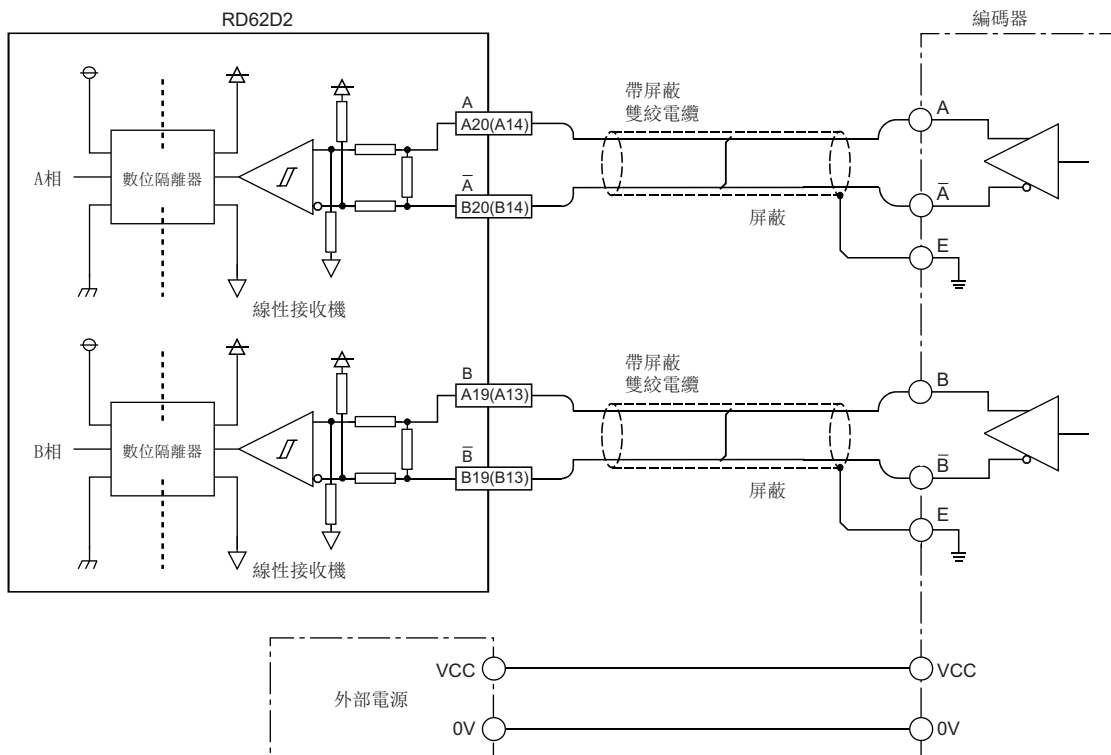 RD62D2
編碼器
A相
數位隔離器
線性接收機
A
A20(A14)
A̅
B20(B14)
帶屏蔽
雙絞電纜
屏蔽
A
A̅
E
B相
數位隔離器
線性接收機
B
A19(A13)
B̅
B19(B13)
帶屏蔽
雙絞電纜
屏蔽
B
B̅
E
外部電源
VCC
VCC
0V
0V